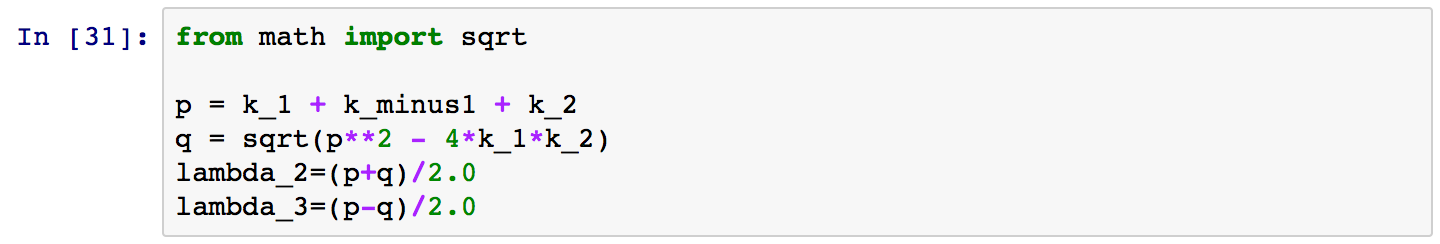 In [31]: from math import sqrt
p = k_1 + k_minus1 + k_2
q = sqrt(p**2 - 4*k_1*k_2)
lambda_2=(p+q)/2.0
lambda_3=(p-q)/2.0